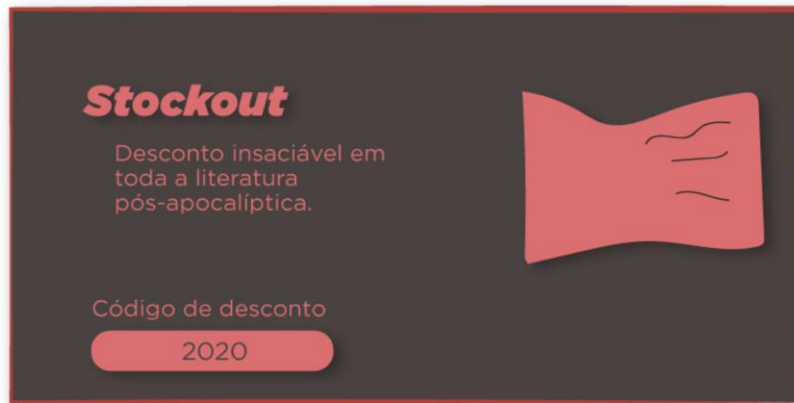 Stockout
Desconto insaciável em
toda a literatura
pós-apocalíptica.
Código de desconto
2020